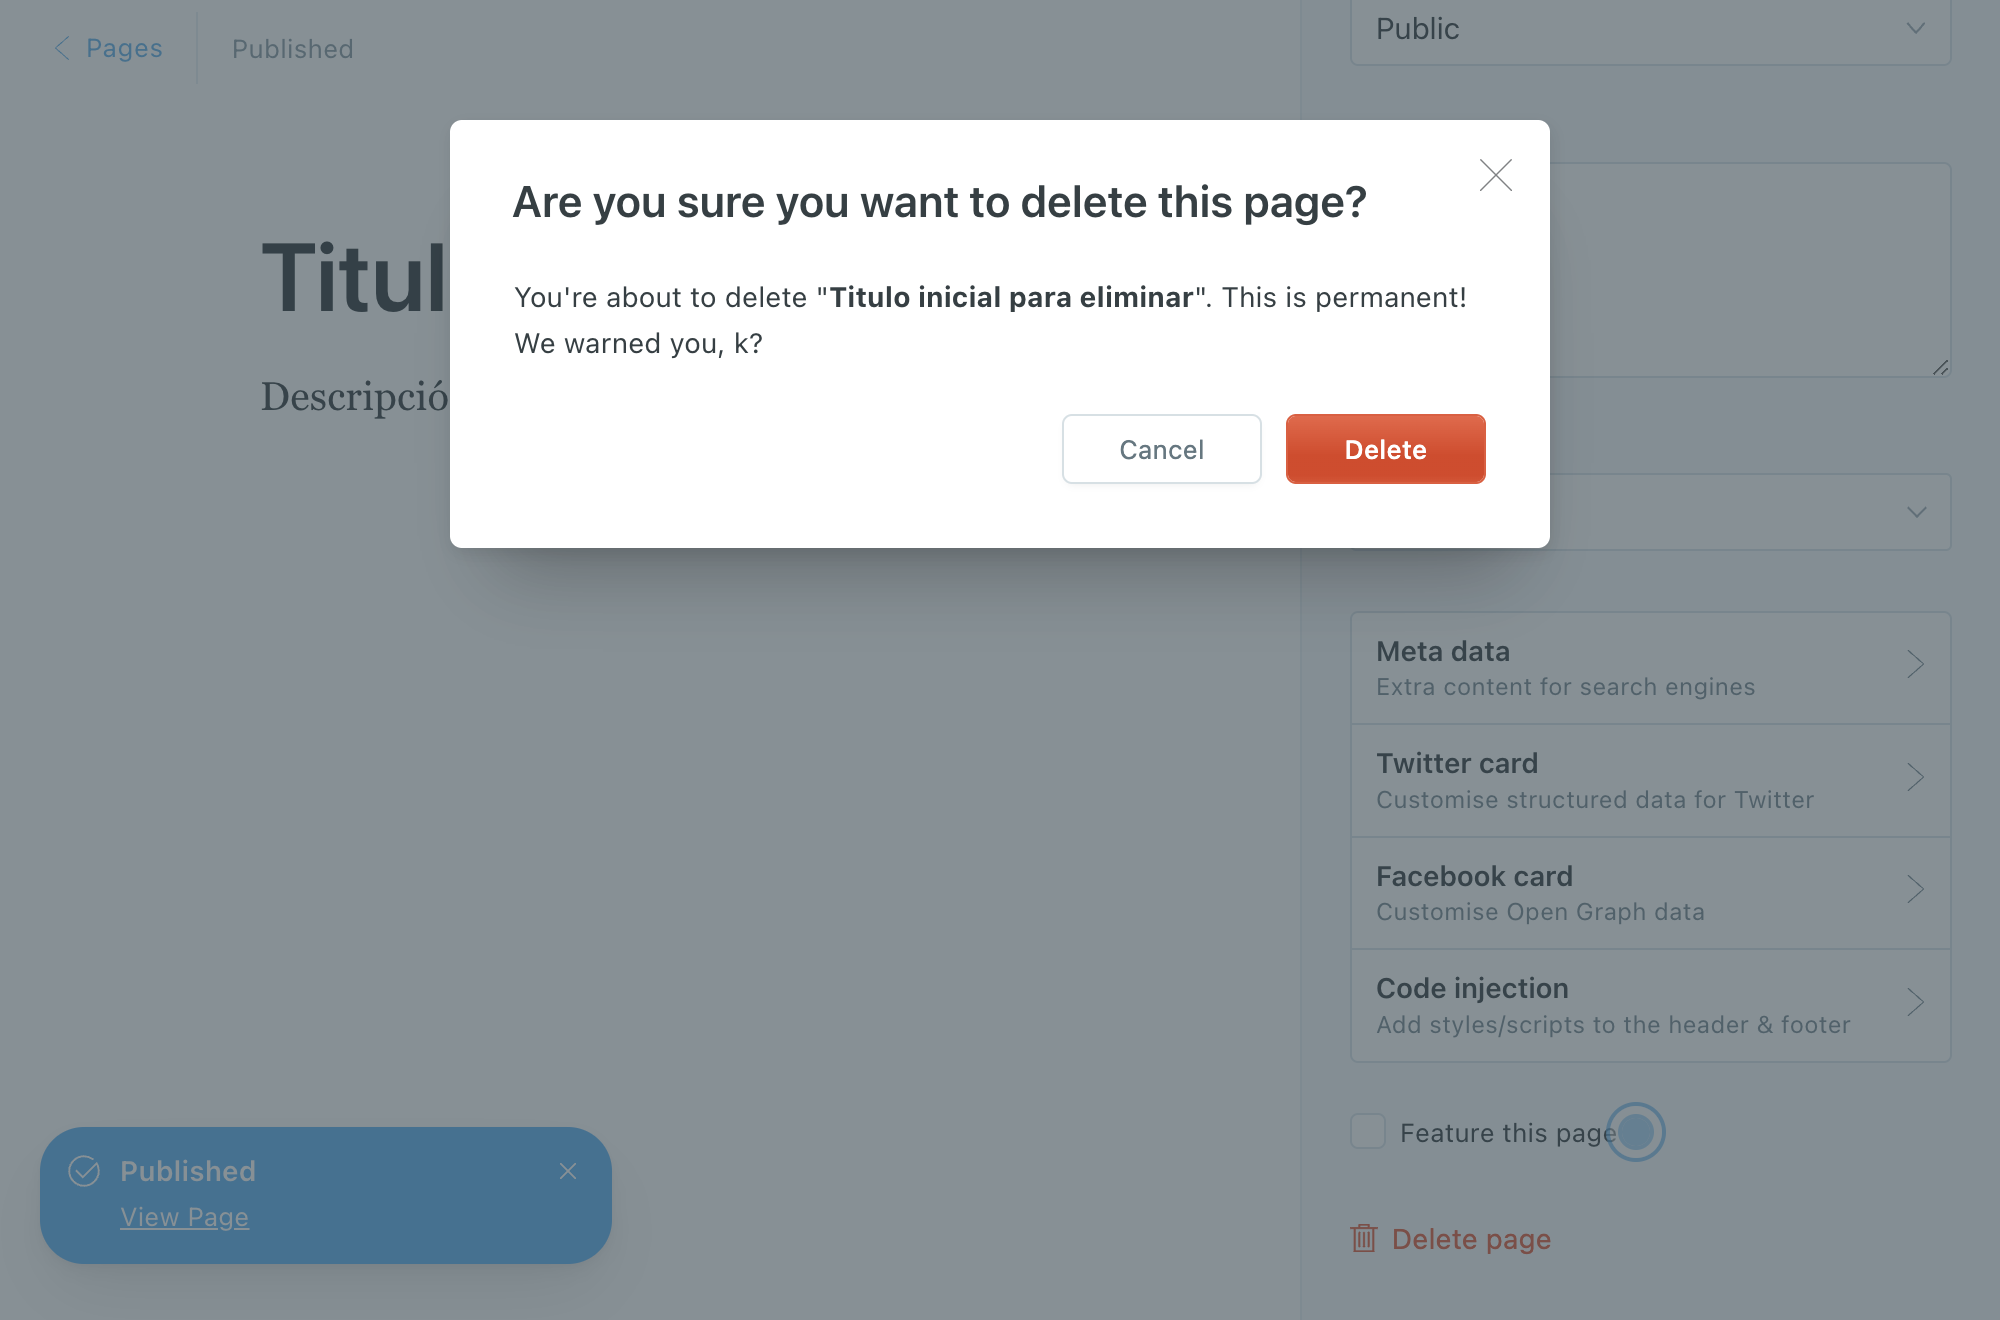 Pages
Published
Public
Are you sure you want to delete this page?
You're about to delete "Titulo inicial para eliminar". This is permanent!
We warned you, k?
Cancel
Delete
Titul
Descripció
Meta data
Extra content for search engines
Twitter card
Customise structured data for Twitter
Facebook card
Customise Open Graph data
Code injection
Add styles/scripts to the header & footer
Feature this page
Delete page
Published
View Page